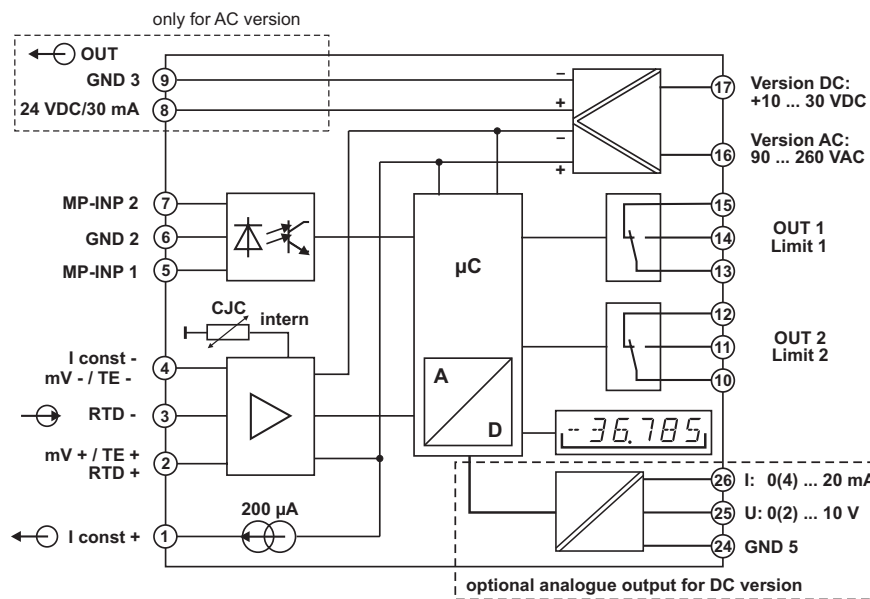 only for AC version
OUT
GND 3
9
24 VDC/30 mA
8
−
+
−
+
17
Version DC:
+10 ... 30 VDC
16
Version AC:
90 ... 260 VAC
MP-INP 2
7
GND 2
6
MP-INP 1
5
µC
15
14
13
OUT 1
Limit 1
12
11
10
OUT 2
Limit 2
CJC
intern
I const -
mV - / TE -
4
RTD -
3
mV + / TE +
RTD +
2
A
D
-36.785
200 µA
I const +
1
26
I: 0(4) ... 20 mA
25
U: 0(2) ... 10 V
24
GND 5
optional analogue output for DC version